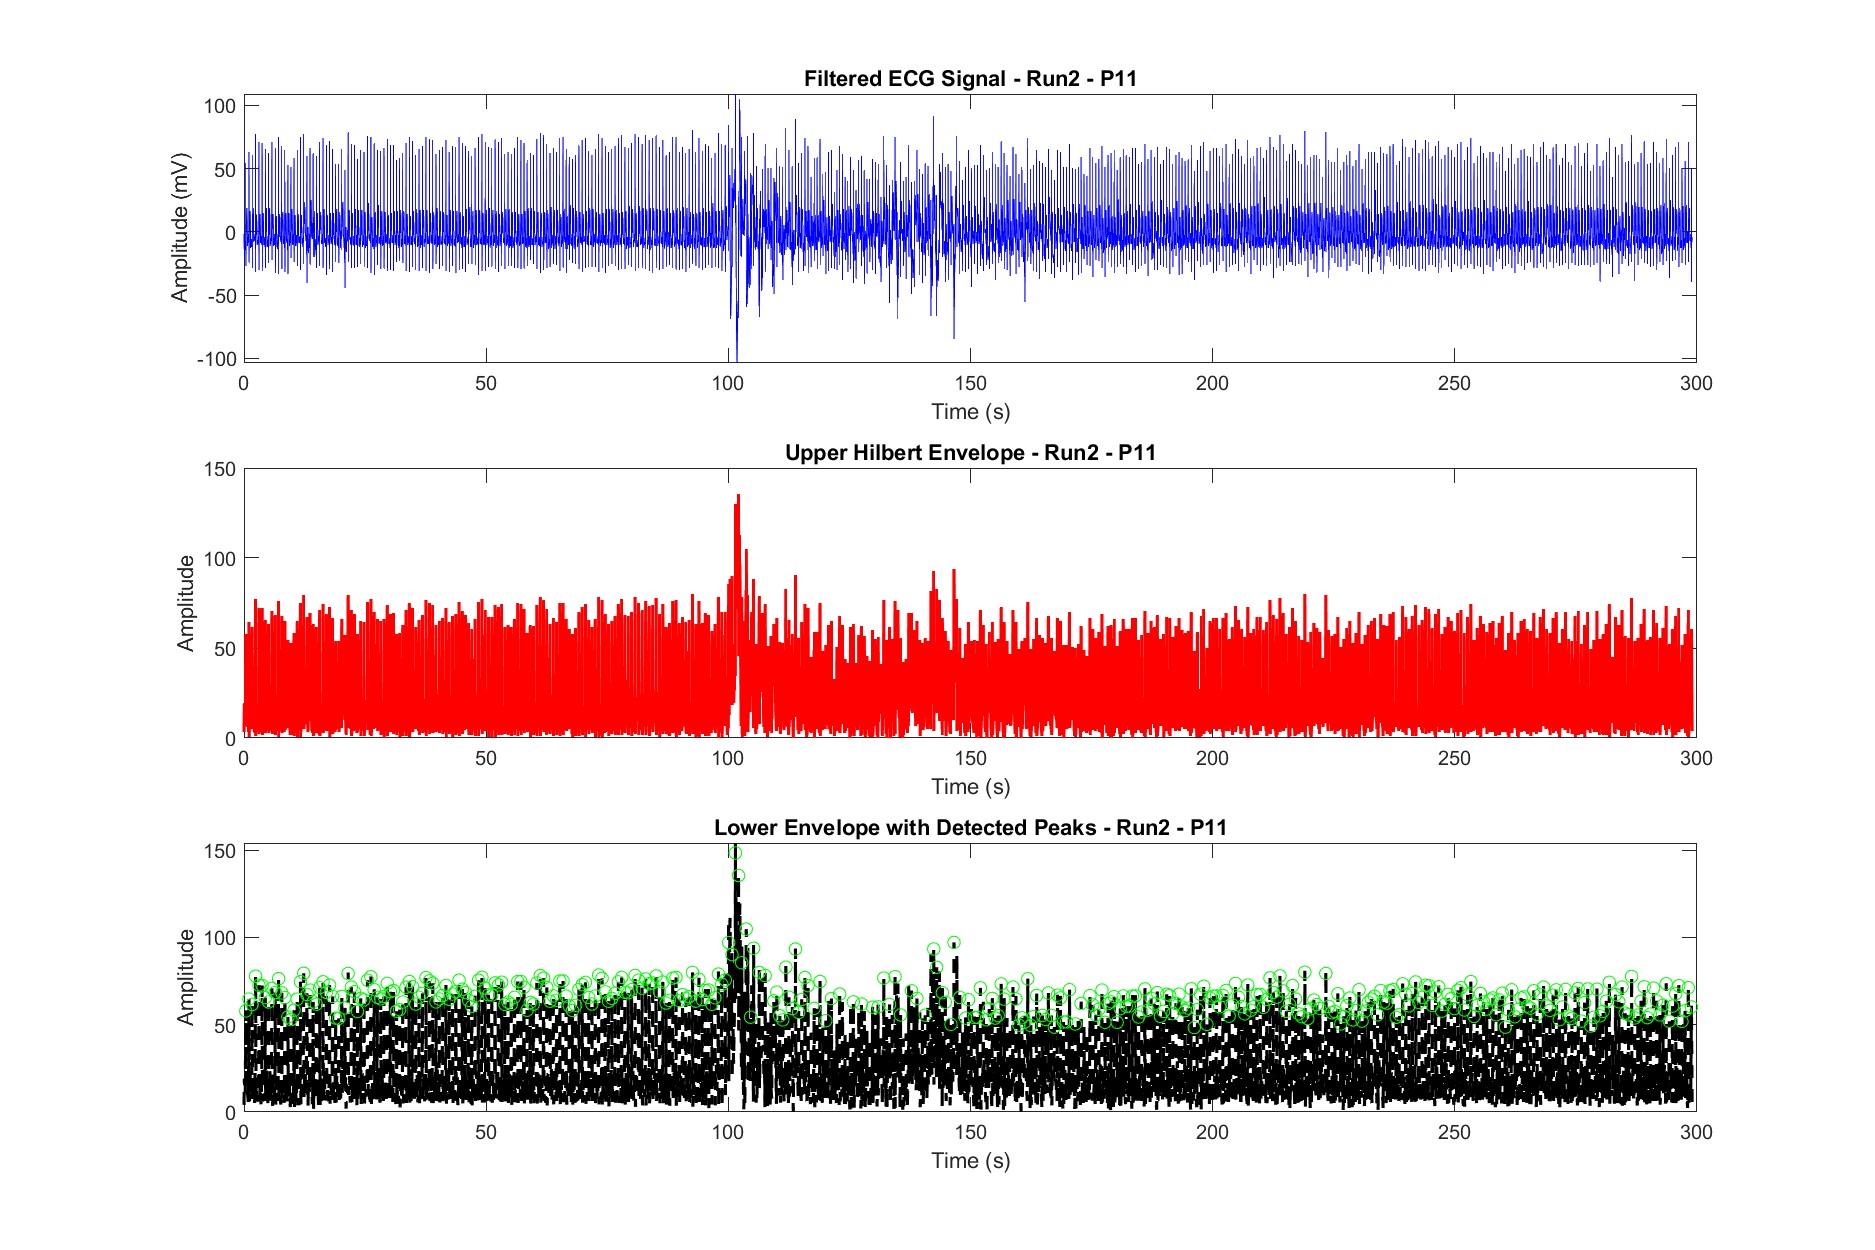 Filtered ECG Signal - Run2 - P11
100
50
0
-50
-100
Amplitude (mV)
0 50 100 150 200 250 300
Time (s)
Upper Hilbert Envelope - Run2 - P11
150
100
50
0
Amplitude
0 50 100 150 200 250 300
Time (s)
Lower Envelope with Detected Peaks - Run2 - P11
150
100
50
0
Amplitude
0 50 100 150 200 250 300
Time (s)